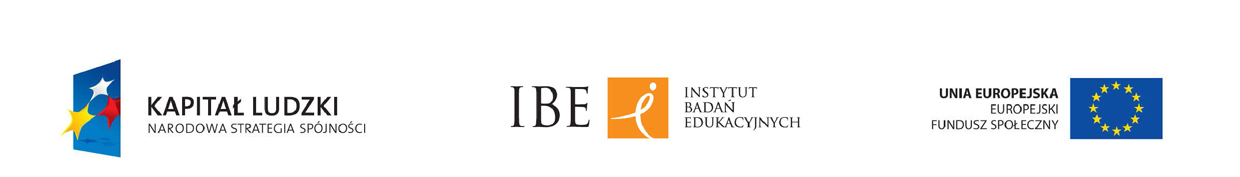 KAPITAŁ LUDZKI
NARODOWA STRATEGIA SPÓJNOŚCI
IBE
INSTYTUT
BADAŃ
EDUKACYJNYCH
UNIA EUROPEJSKA
EUROPEJSKI
FUNDUSZ SPOŁECZNY